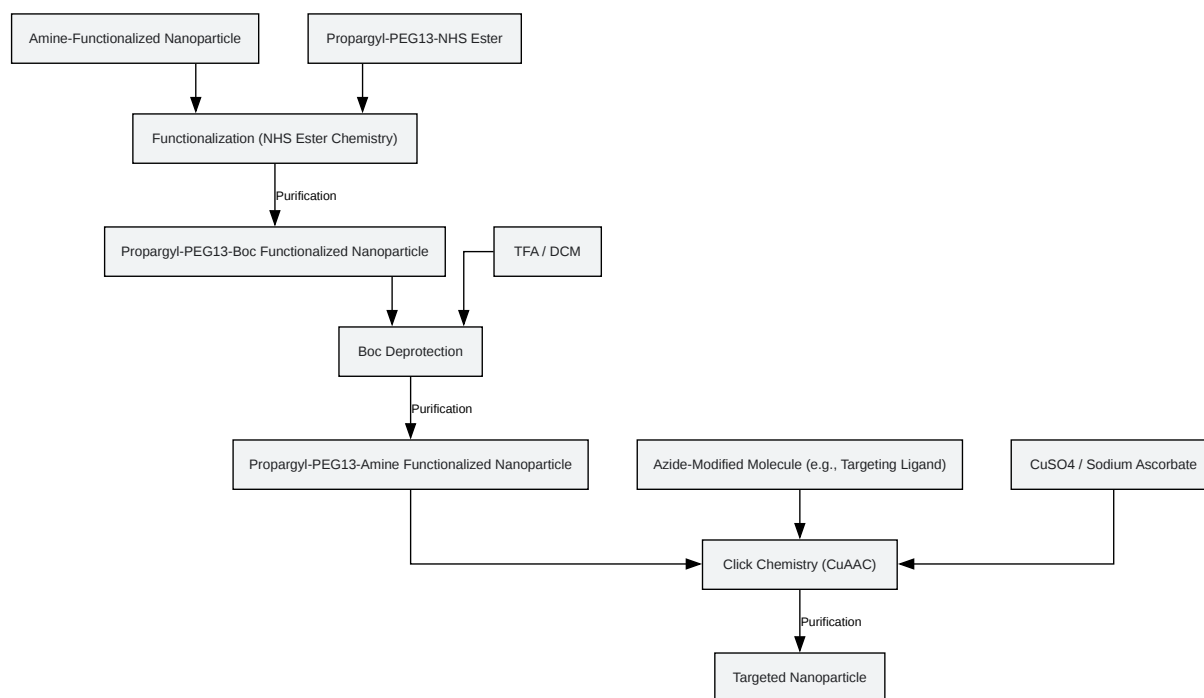 Amine-Functionalized Nanoparticle
Propargyl-PEG13-NHS Ester
Functionalization (NHS Ester Chemistry)
Purification
Propargyl-PEG13-Boc Functionalized Nanoparticle
TFA / DCM
Boc Deprotection
Purification
Propargyl-PEG13-Amine Functionalized Nanoparticle
Azide-Modified Molecule (e.g., Targeting Ligand)
CuSO4 / Sodium Ascorbate
Click Chemistry (CuAAC)
Purification
Targeted Nanoparticle